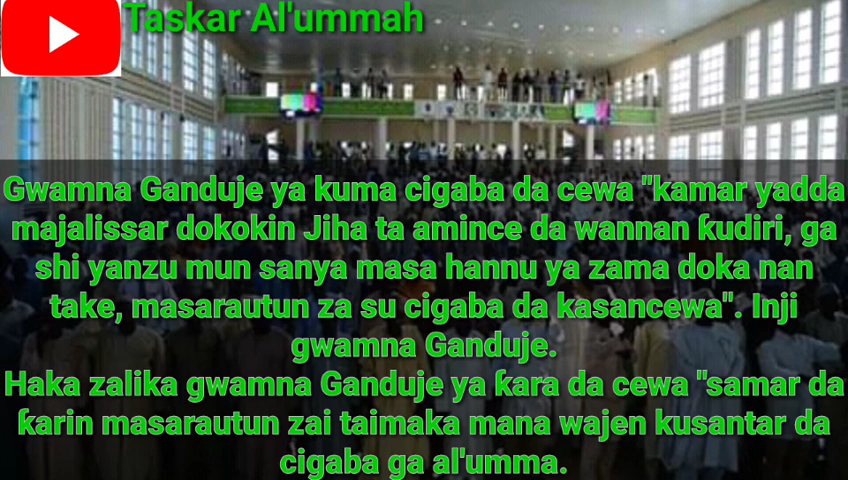 Taskar Al'ummah
Gwamna Ganduje ya kuma cigaba da cewa "kamar yadda
majalissar dokokin Jiha ta amince da wannan ƙudiri, ga
shi yanzu mun sanya masa hannu ya zama doka nan
take, masarautun za su cigaba da kasancewa". Inji
gwamna Ganduje.
Haka zalika gwamna Ganduje ya ƙara da cewa "samar da
ƙarin masarautun zai taimaka mana wajen kusantar da
cigaba ga al'umma.